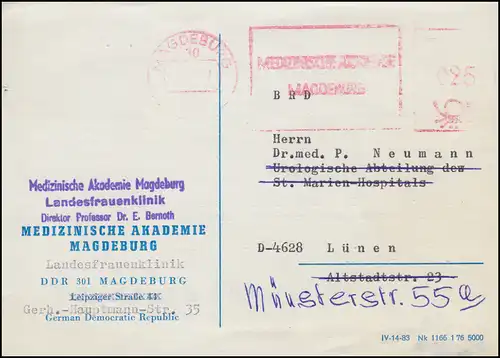 MAGDEBURG
MEDIZINISCHE AKADEMIE
MAGDEBURG
025
BRD
Herrn
Dr.med. P. Neumann
Urologische Abteilung des
St. Marien-Hospitals
D-4628 Lünen
Altstadtstr. 23
Münsterstr. 55a
Medizinische Akademie Magdeburg
Landesfrauenklinik
Direktor Professor Dr. E. Bernoth
MEDIZINISCHE AKADEMIE
MAGDEBURG
Landesfrauenklinik
DDR 301 MAGDEBURG
Leipziger Straße 44
Gerh.-Hauptmann-Str. 35
German Democratic Republic
IV-14-83 Nk 1166 1 76 5000